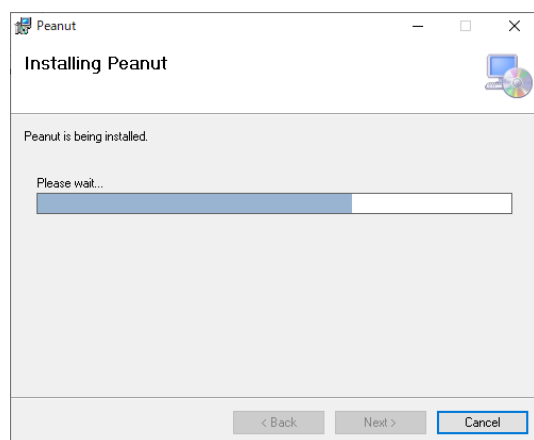 Peanut
Installing Peanut
Peanut is being installed.
Please wait...
< Back
Next >
Cancel